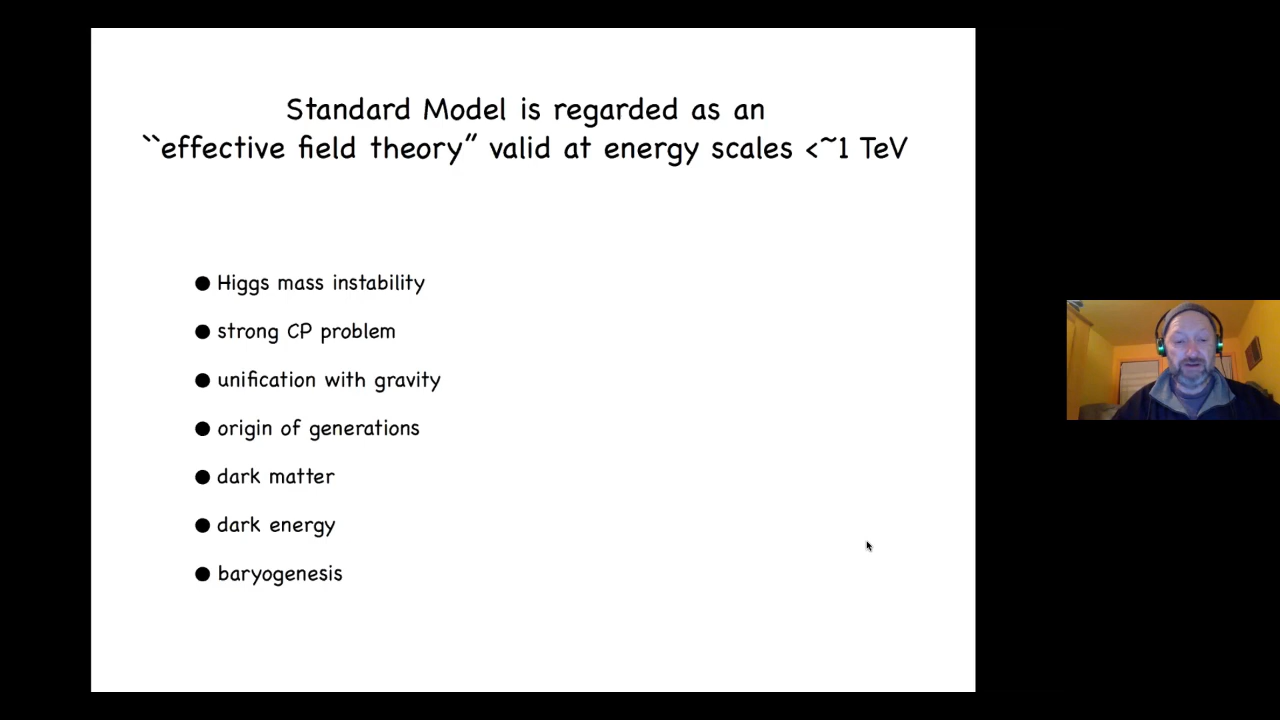 Standard Model is regarded as an
``effective field theory” valid at energy scales <~1 TeV
● Higgs mass instability
● strong CP problem
● unification with gravity
● origin of generations
● dark matter
● dark energy
● baryogenesis